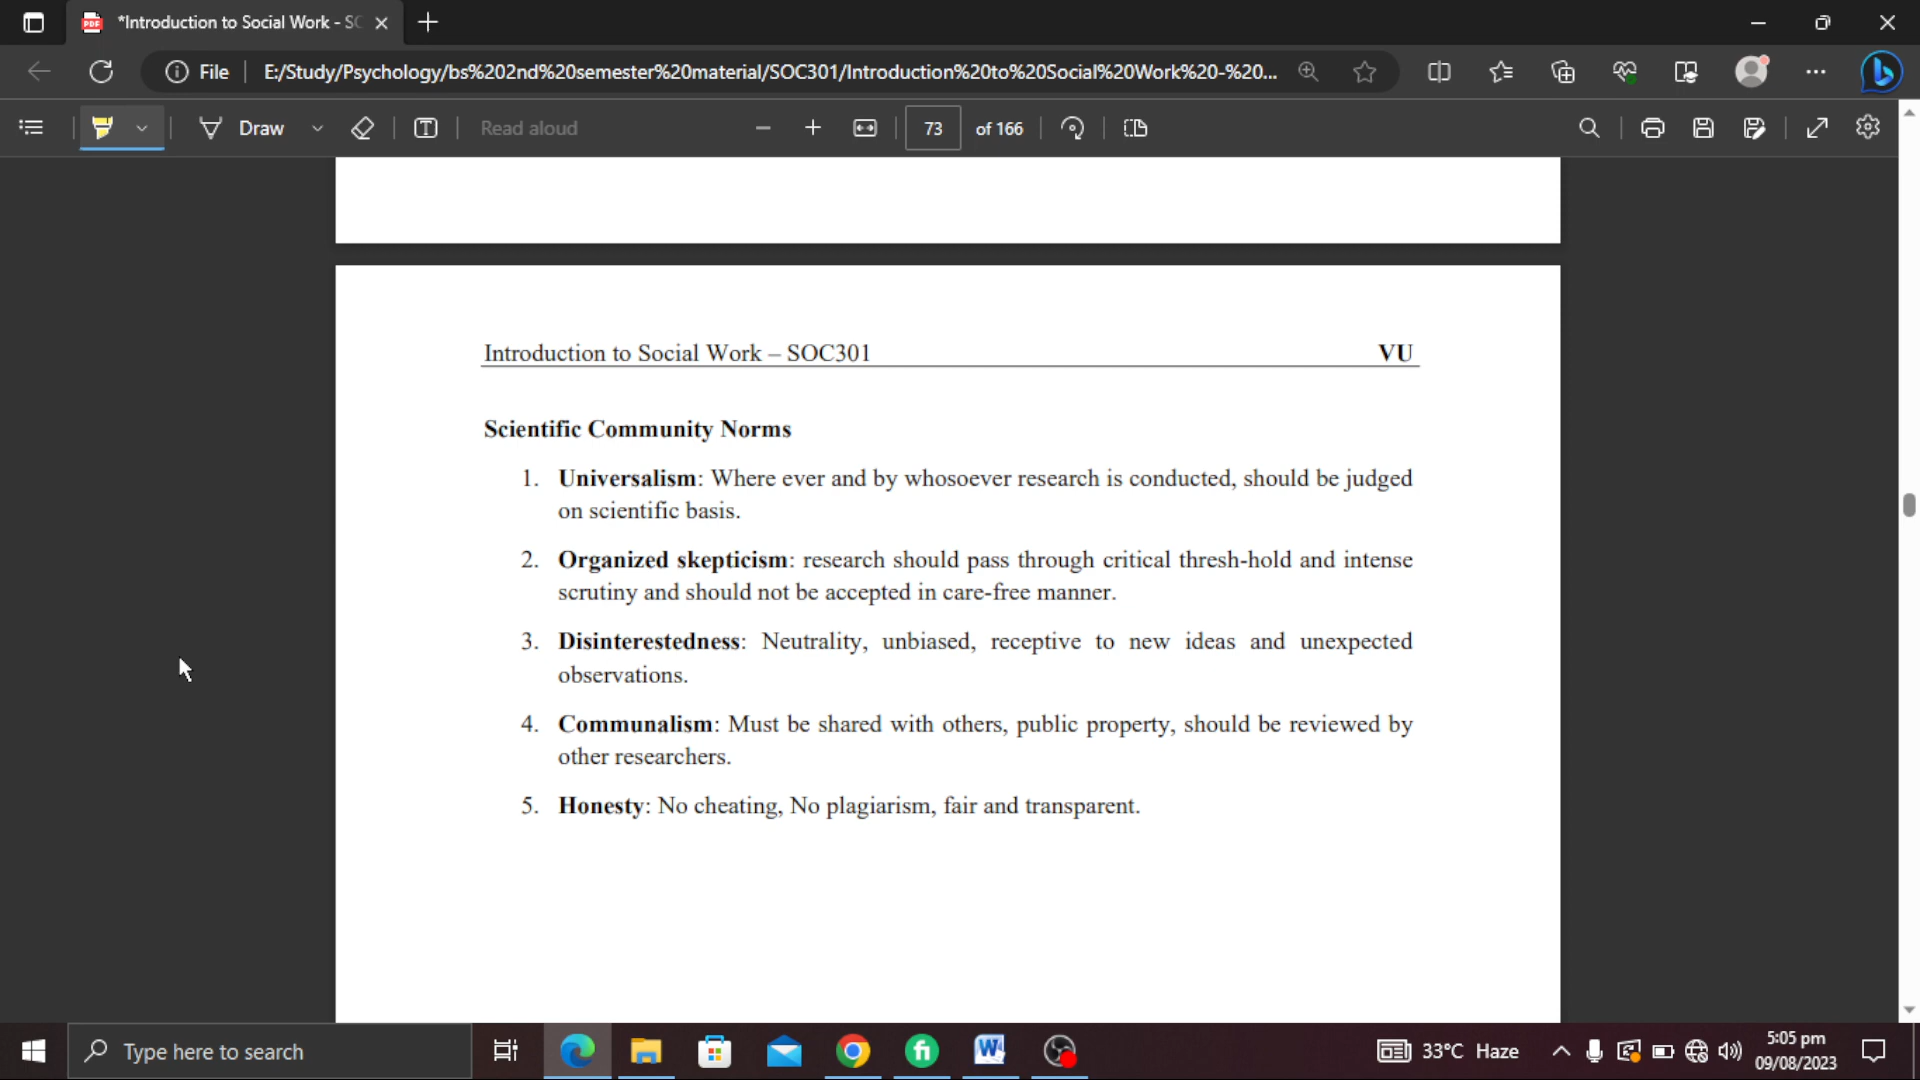 *Introduction to Social Work - SC
File
E:/Study/Psychology/bs%202nd%20semester%20material/SOC301/Introduction%20to%20Social%20Work%20-%20...
Draw
Read aloud
73
of 166
Introduction to Social Work – SOC301 VU
Scientific Community Norms
1. Universalism: Where ever and by whosoever research is conducted, should be judged
on scientific basis.
2. Organized skepticism: research should pass through critical thresh-hold and intense
scrutiny and should not be accepted in care-free manner.
3. Disinterestedness: Neutrality, unbiased, receptive to new ideas and unexpected
observations.
4. Communalism: Must be shared with others, public property, should be reviewed by
other researchers.
5. Honesty: No cheating, No plagiarism, fair and transparent.
Type here to search
33°C Haze
5:05 pm
09/08/2023